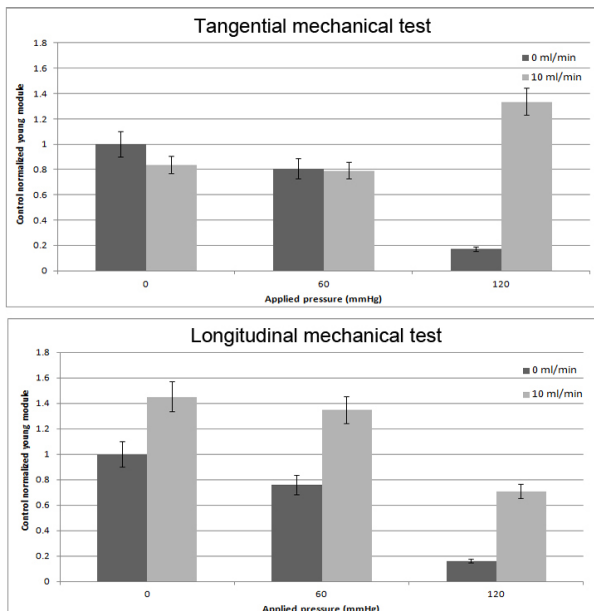 Tangential mechanical test
1.8
1.6
1.4
1.2
1
0.8
0.6
0.4
0.2
0
Control normalized young module
0 ml/min
10 ml/min
0
60
120
Applied pressure (mmHg)
Longitudinal mechanical test
1.8
1.6
1.4
1.2
1
0.8
0.6
0.4
0.2
0
Control normalized young module
0 ml/min
10 ml/min
0
60
120
Applied pressure (mmHg)